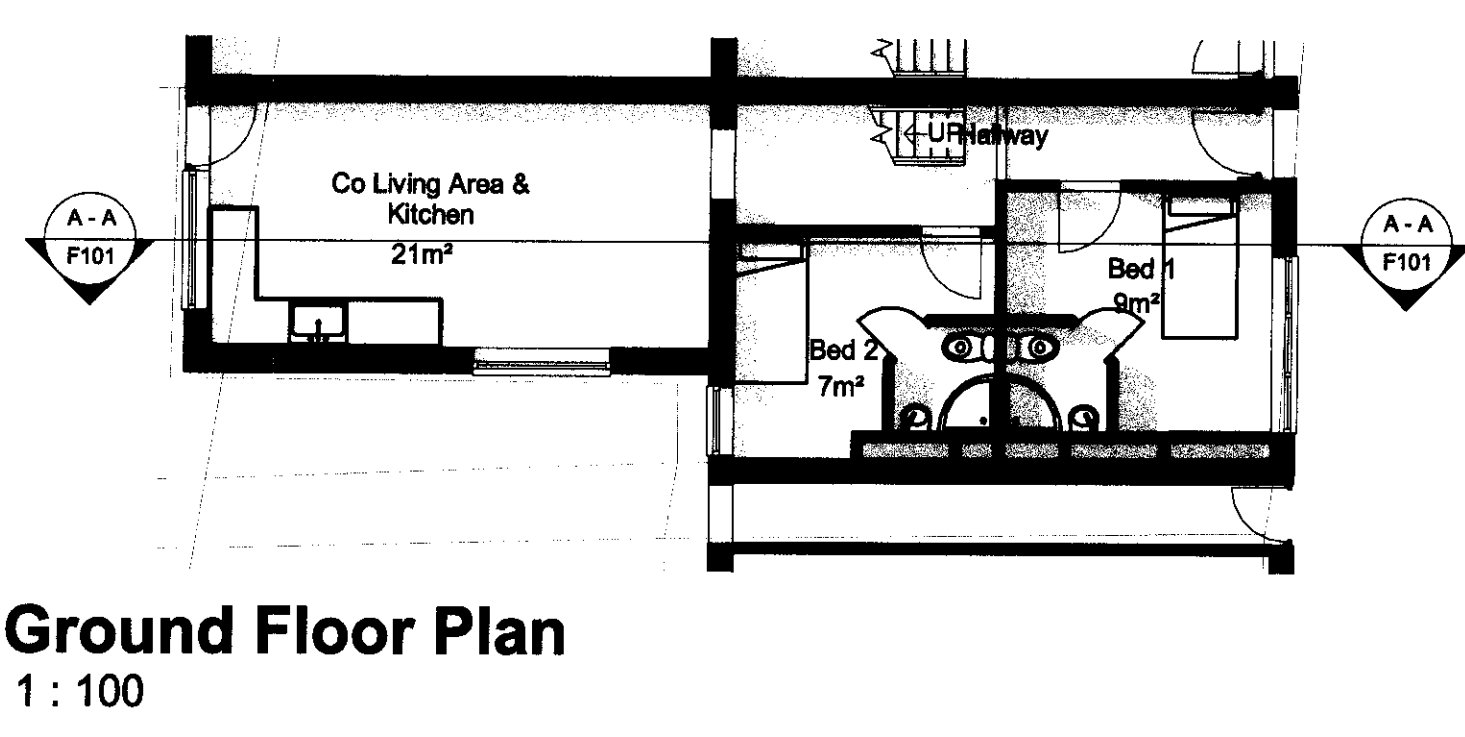 UP
Hallway
Co Living Area &
Kitchen
21m²
A - A
F101
A - A
F101
Bed 1
9m²
Bed 2
7m²
Ground Floor Plan
1 : 100